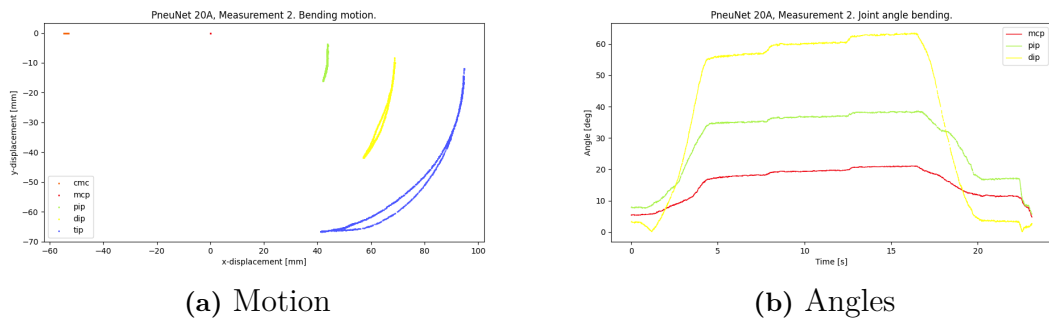 PneuNet 20A, Measurement 2. Bending motion.
0
−10
−20
−30
−40
−50
−60
−70
y-displacement [mm]
cmc
mcp
pip
dip
tip
−60
−40
−20
0
20
40
60
80
100
x-displacement [mm]
(a) Motion
PneuNet 20A, Measurement 2. Joint angle bending.
mcp
pip
dip
60
50
40
30
20
10
0
Angle [deg]
0
5
10
15
20
Time [s]
(b) Angles